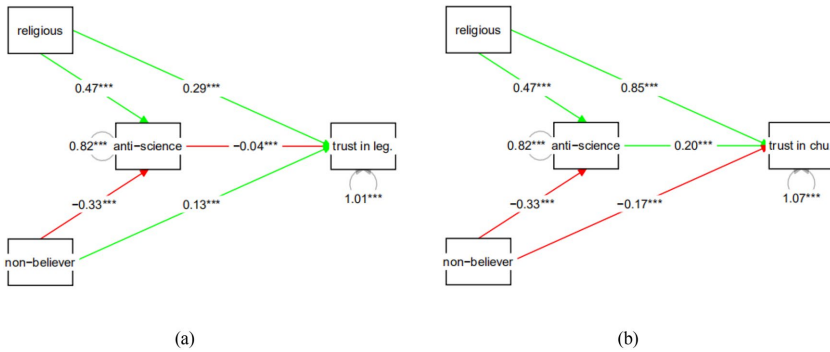 religious
0.47***
0.29***
0.82***
anti−science
−0.04***
trust in leg.
−0.33***
0.13***
1.01***
non−believer
(a)
religious
0.47***
0.85***
0.82***
anti−science
0.20***
trust in chu.
−0.33***
−0.17***
1.07***
non−believer
(b)